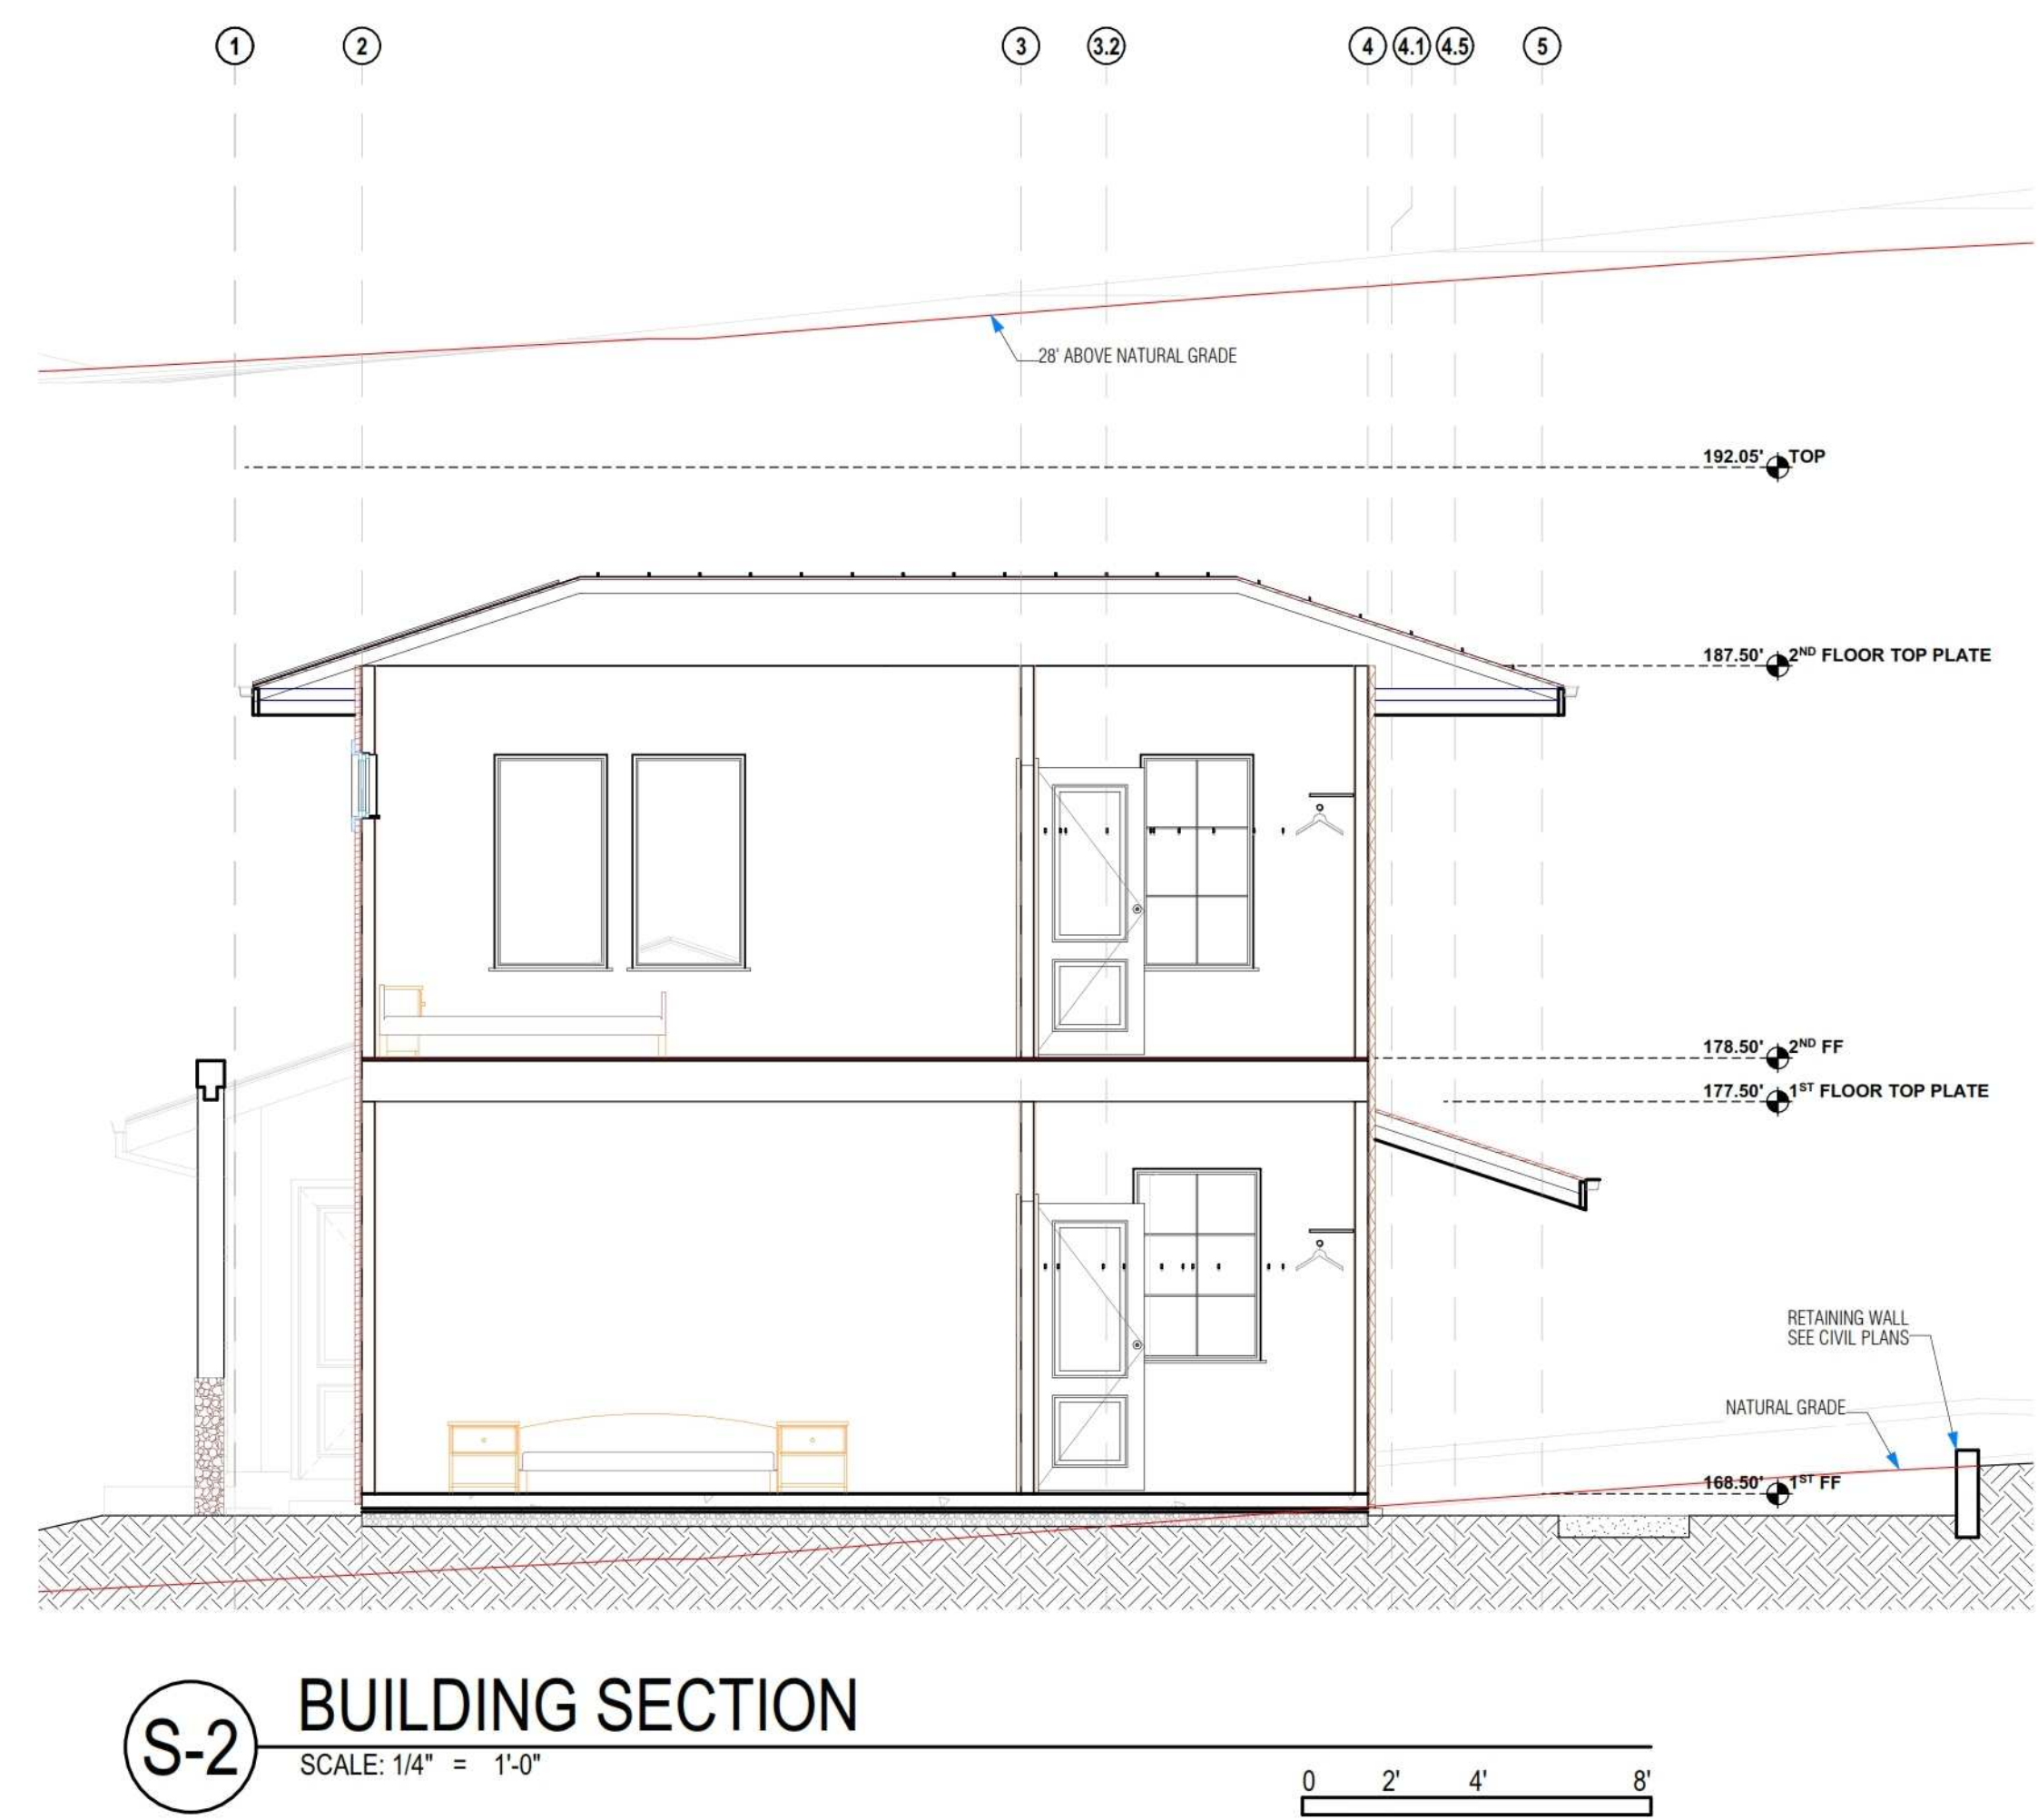 1 2 3 3.2 4 4.1 4.5 5
28' ABOVE NATURAL GRADE
192.05' TOP
187.50' 2ND FLOOR TOP PLATE
178.50' 2ND FF
177.50' 1ST FLOOR TOP PLATE
RETAINING WALL
SEE CIVIL PLANS
NATURAL GRADE
168.50' 1ST FF
S-2
BUILDING SECTION
SCALE: 1/4" = 1'-0"
0 2' 4' 8'